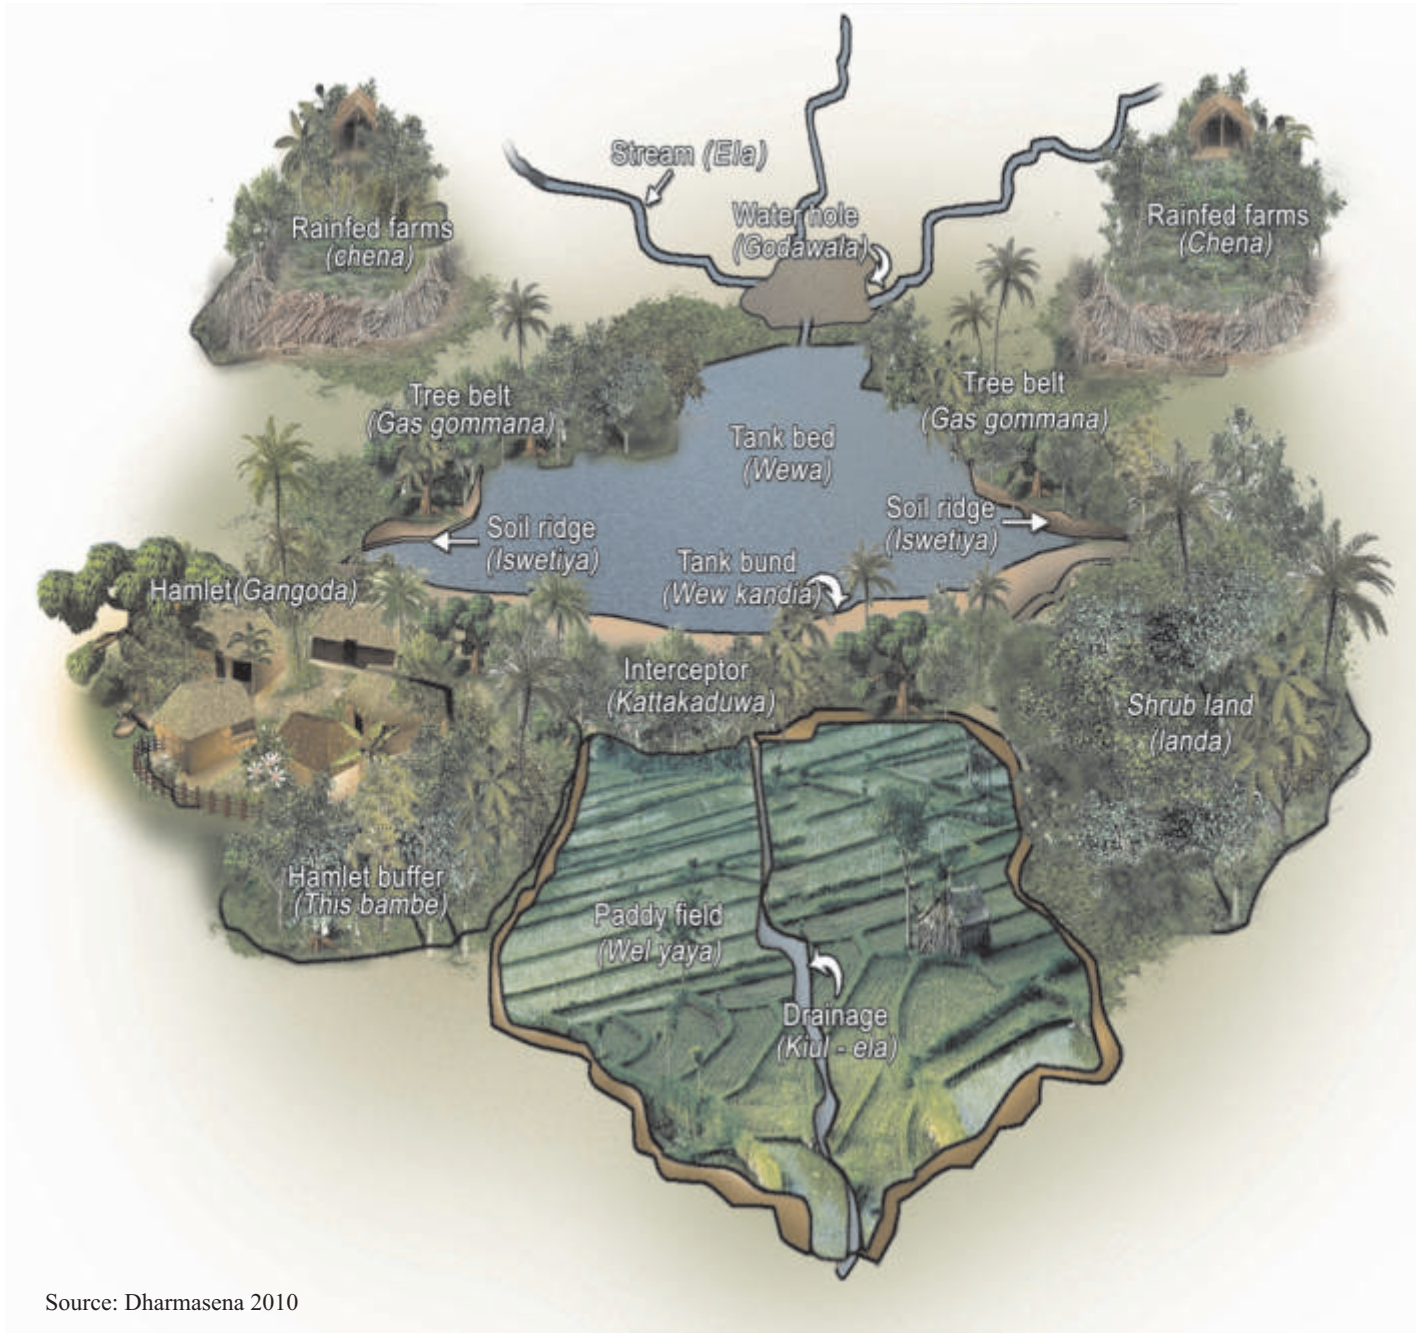 Stream (Ela)
Water hole
(Godawala)
Rainfed farms
(chena)
Rainfed farms
(Chena)
Tree belt
(Gas gommana)
Tree belt
(Gas gommana)
Tank bed
(Wewa)
Soil ridge
(Iswetiya)
Soil ridge
(Iswetiya)
Tank bund
(Wew kandia)
Hamlet(Gangoda)
Interceptor
(Kattakaduwa)
Shrub land
(landa)
Hamlet buffer
(This bambe)
Paddy field
(Wel yaya)
Drainage
(Kiul - ela)
Source: Dharmasena 2010